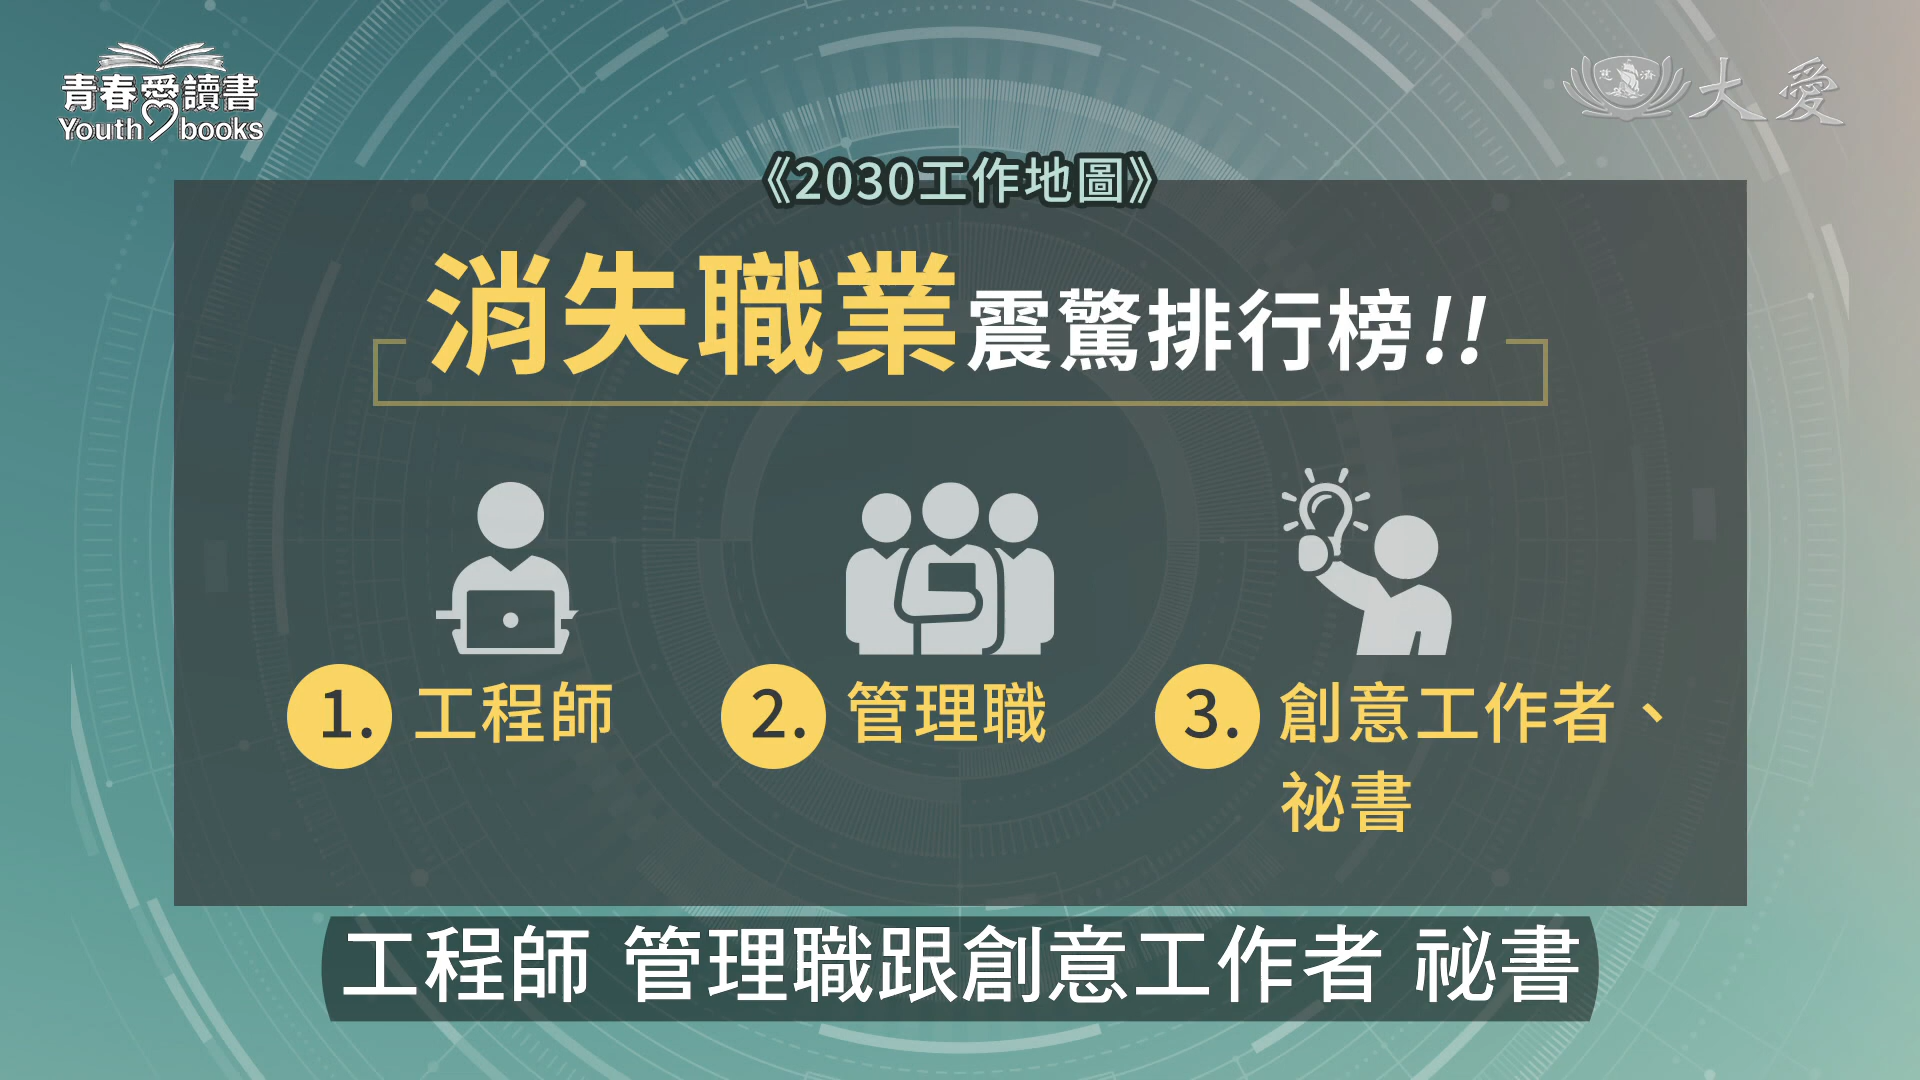 青春愛讀書
Youth books
慈濟
大愛
《2030工作地圖》
消失職業震驚排行榜!!
1. 工程師
2. 管理職
3. 創意工作者、
祕書
工程師 管理職跟創意工作者 祕書